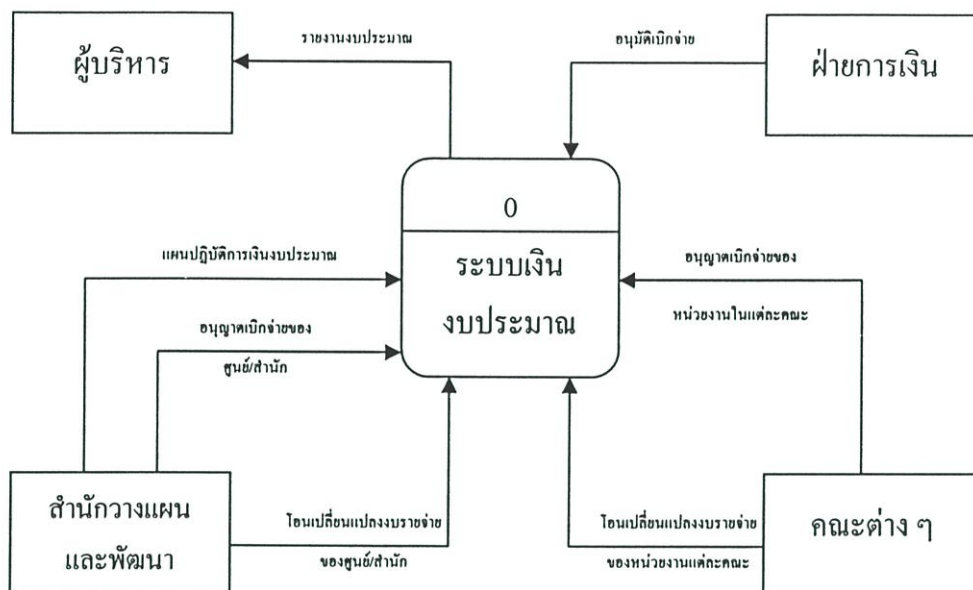 รายงานงบประมาณ
อนุมัติเบิกจ่าย
ผู้บริหาร
ฝ่ายการเงิน
0
ระบบเงิน
งบประมาณ
แผนปฎิบัติการเงินงบประมาณ
อนุญาตเบิกจ่ายของ
ศูนย์/สำนัก
อนุญาตเบิกจ่ายของ
หน่วยงานในแต่ละคณะ
สำนักวางแผน
และพัฒนา
โอนเปลี่ยนแปลงงบรายจ่าย
ของศูนย์/สำนัก
โอนเปลี่ยนแปลงงบรายจ่าย
ของหน่วยงานแต่ละคณะ
คณะต่าง ๆ